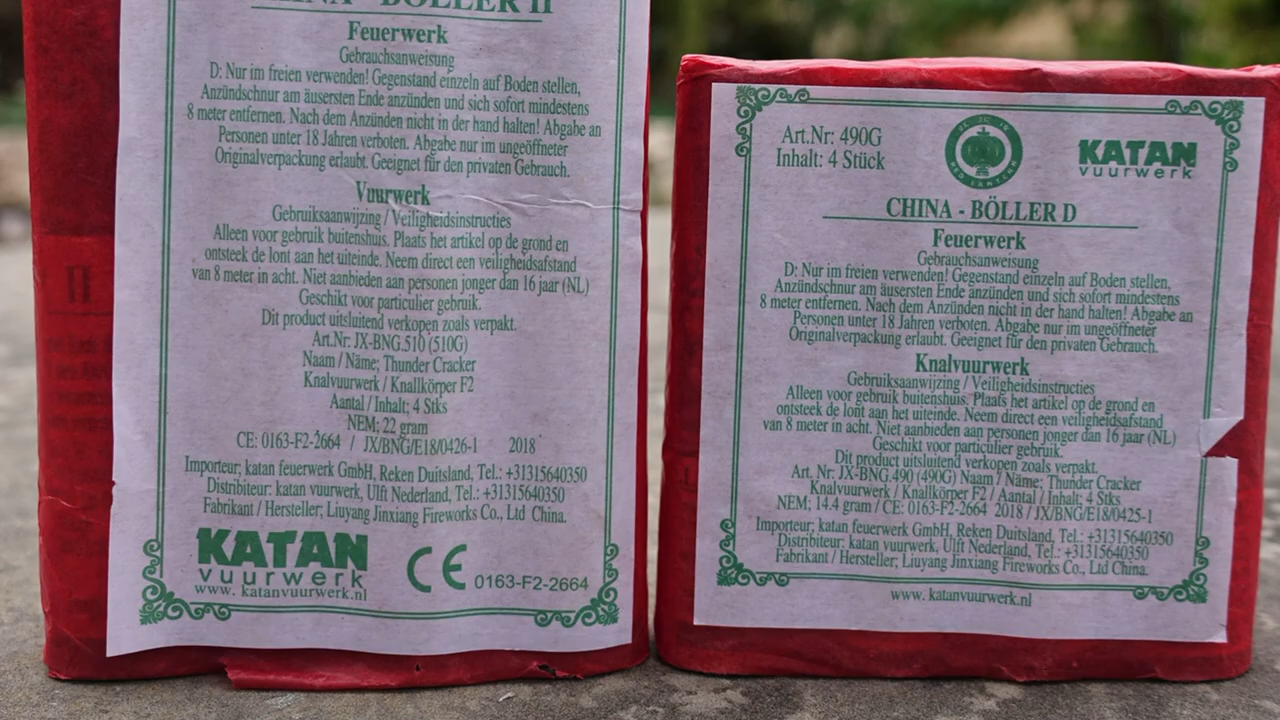 CHINA - BÖLLER II
Feuerwerk
Gebrauchsanweisung
D: Nur im freien verwenden! Gegenstand einzeln auf Boden stellen,
Anzündschnur am äusersten Ende anzünden und sich sofort mindestens
8 meter entfernen. Nach dem Anzünden nicht in der hand halten! Abgabe an
Personen unter 18 Jahren verboten. Abgabe nur im ungeöffneter
Originalverpackung erlaubt. Geeignet für den privaten Gebrauch.
Vuurwerk
Gebruiksaanwijzing / Veiligheidsinstructies
Alleen voor gebruik buitenshuis. Plaats het artikel op de grond en
ontsteek de lont aan het uiteinde. Neem direct een veiligheidsafstand
van 8 meter in acht. Niet aanbieden aan personen jonger dan 16 jaar (NL)
Geschikt voor particulier gebruik.
Dit product uitsluitend verkopen zoals verpakt.
Art.Nr: JX-BNG.510 (510G)
Naam / Name; Thunder Cracker
Knalvuurwerk / Knallkörper F2
Aantal / Inhalt; 4 Stks
NEM; 22 gram
CE: 0163-F2-2664 / JX/BNG/E18/0426-1 2018
Importeur; katan feuerwerk GmbH, Reken Duitsland, Tel.: +31315640350
Distribiteur: katan vuurwerk, Ulft Nederland, Tel.: +31315640350
Fabrikant / Hersteller; Liuyang Jinxiang Fireworks Co., Ltd China.
KATAN
vuurwerk
www. katanvuurwerk.nl
CE 0163-F2-2664
II
Art.Nr: 490G
Inhalt: 4 Stück
RED LANTERN
KATAN
vuurwerk
CHINA - BÖLLER D
Feuerwerk
Gebrauchsanweisung
D: Nur im freien verwenden! Gegenstand einzeln auf Boden stellen,
Anzündschnur am äusersten Ende anzünden und sich sofort mindestens
8 meter entfernen. Nach dem Anzünden nicht in der hand halten! Abgabe an
Personen unter 18 Jahren verboten. Abgabe nur im ungeöffneter
Originalverpackung erlaubt. Geeignet für den privaten Gebrauch.
Knalvuurwerk
Gebruiksaanwijzing / Veiligheidsinstructies
Alleen voor gebruik buitenshuis. Plaats het artikel op de grond en
ontsteek de lont aan het uiteinde. Neem direct een veiligheidsafstand
van 8 meter in acht. Niet aanbieden aan personen jonger dan 16 jaar (NL)
Geschikt voor particulier gebruik.
Dit product uitsluitend verkopen zoals verpakt.
Art. Nr: JX-BNG.490 (490G) Naam / Name; Thunder Cracker
Knalvuurwerk / Knallkörper F2 / Aantal / Inhalt; 4 Stks
NEM; 14.4 gram / CE: 0163-F2-2664 2018 / JX/BNG/E18/0425-1
Importeur; katan feuerwerk GmbH, Reken Duitsland, Tel.: +31315640350
Distribiteur: katan vuurwerk, Ulft Nederland, Tel.: +31315640350
Fabrikant / Hersteller; Liuyang Jinxiang Fireworks Co., Ltd China.
www. katanvuurwerk.nl